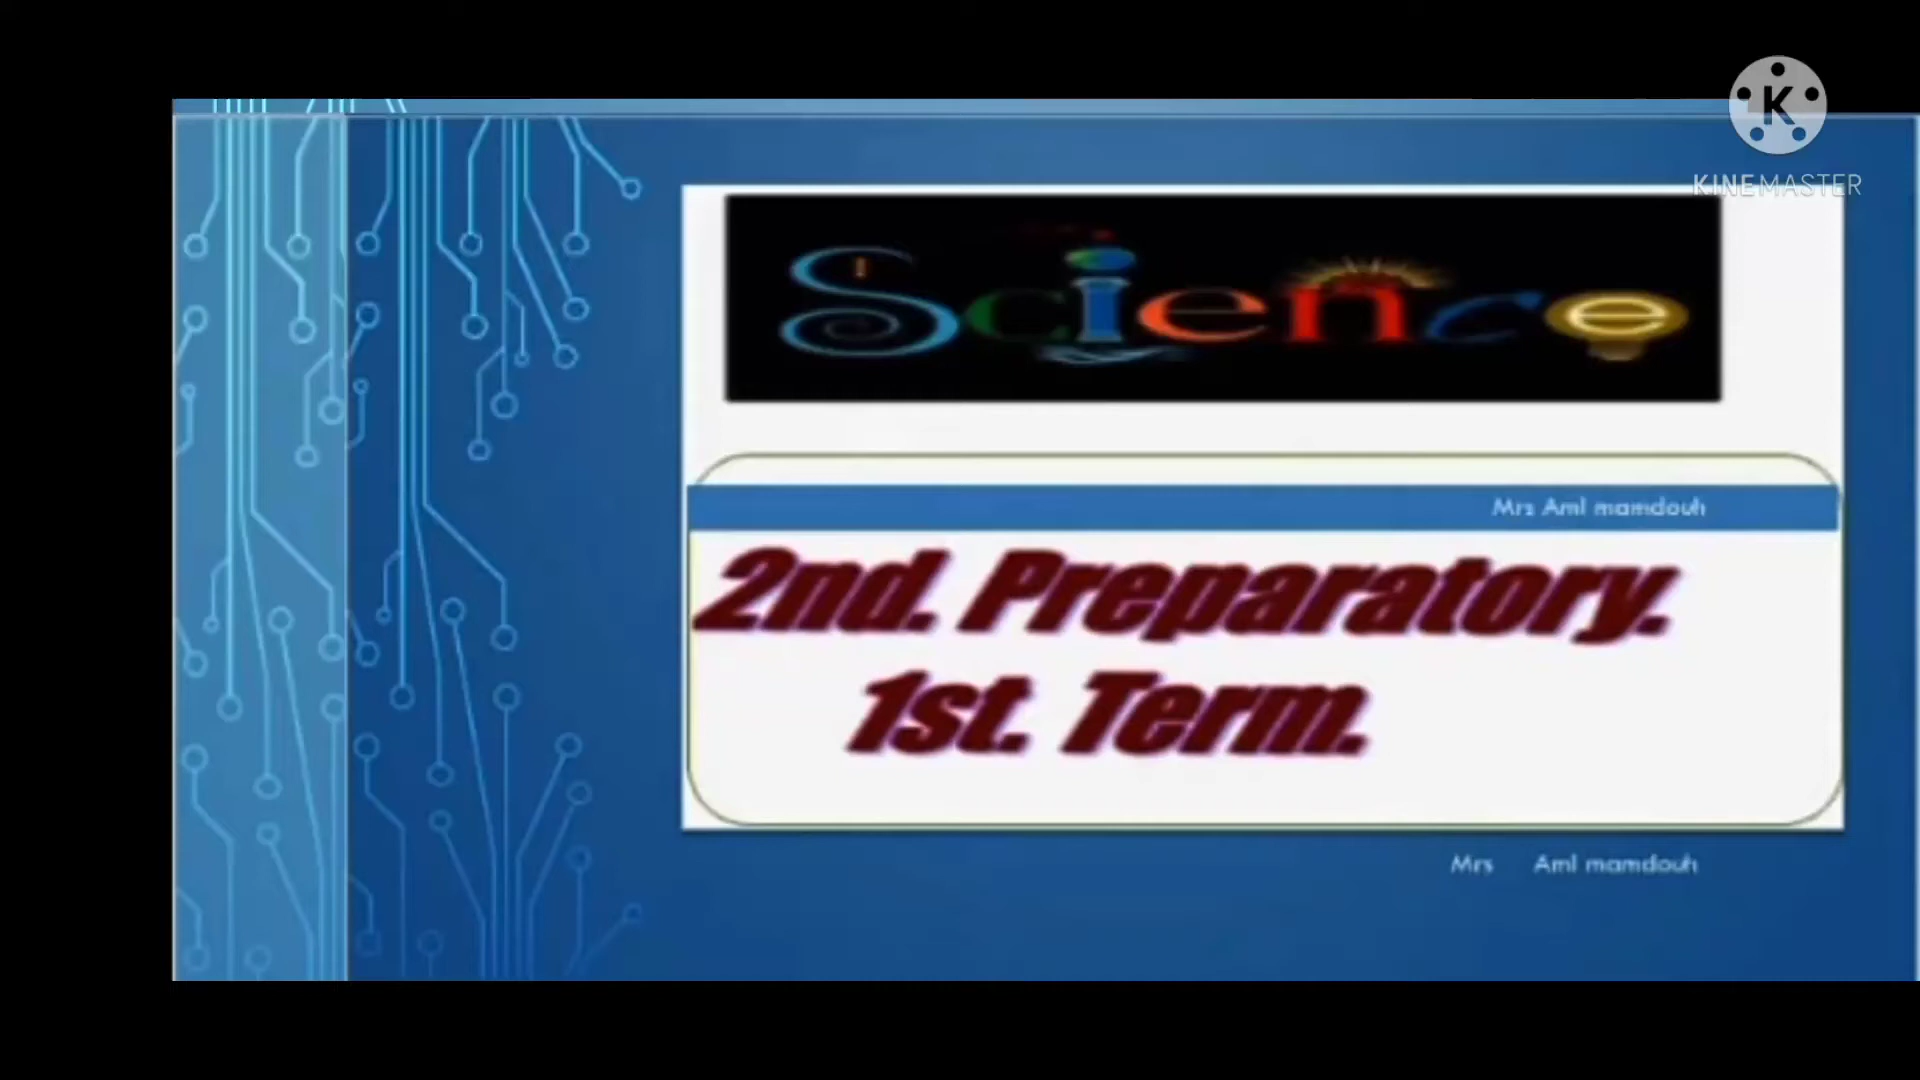 K
KINEMASTER
Science
Mrs Aml mamdouh
2nd. Preparatory.
1st. Term.
Mrs Aml mamdouh